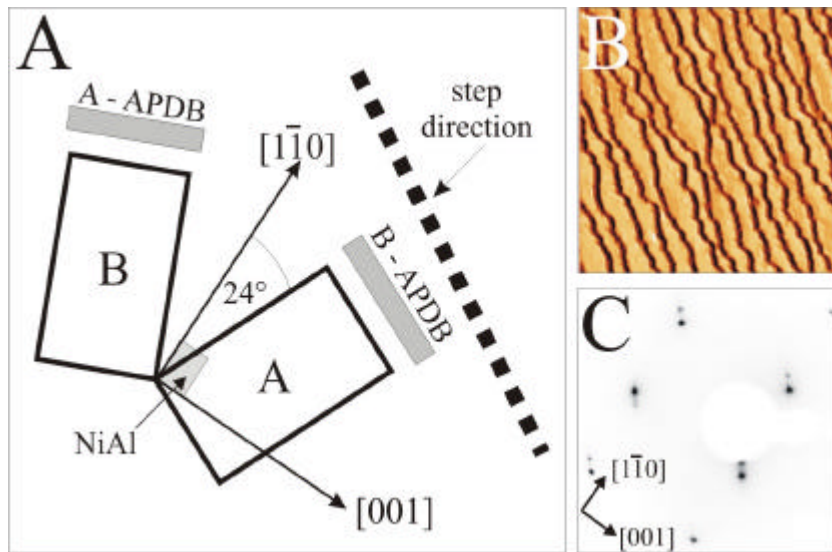 A
A - APDB
[11̄0]
step
direction
B
24°
B - APDB
A
NiAl
[001]
B
C
[11̄0]
[001]